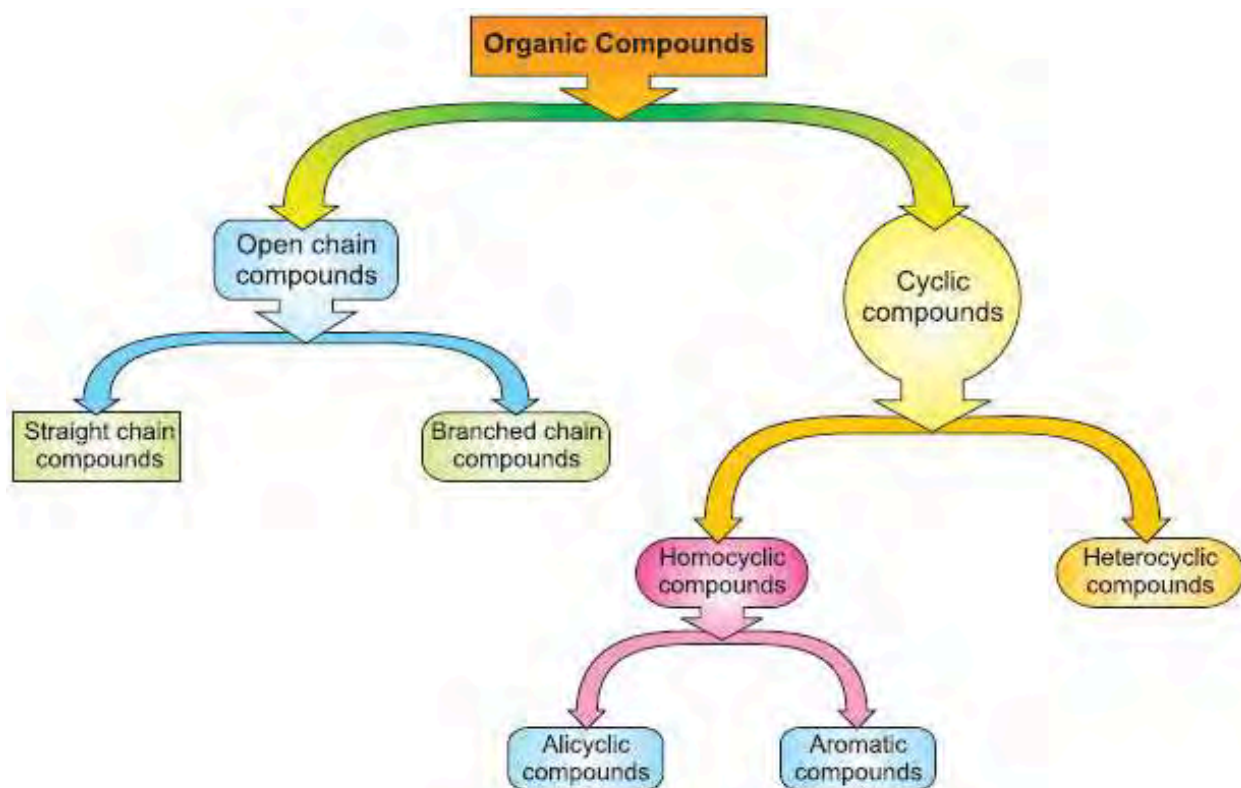 Organic Compounds
Open chain
compounds
Cyclic
compounds
Straight chain
compounds
Branched chain
compounds
Homocyclic
compounds
Heterocyclic
compounds
Alicyclic
compounds
Aromatic
compounds